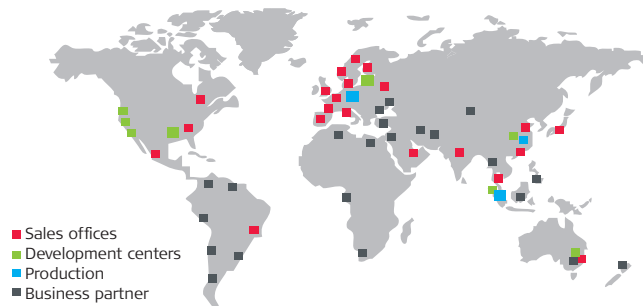 Sales offices
Development centers
Production
Business partner